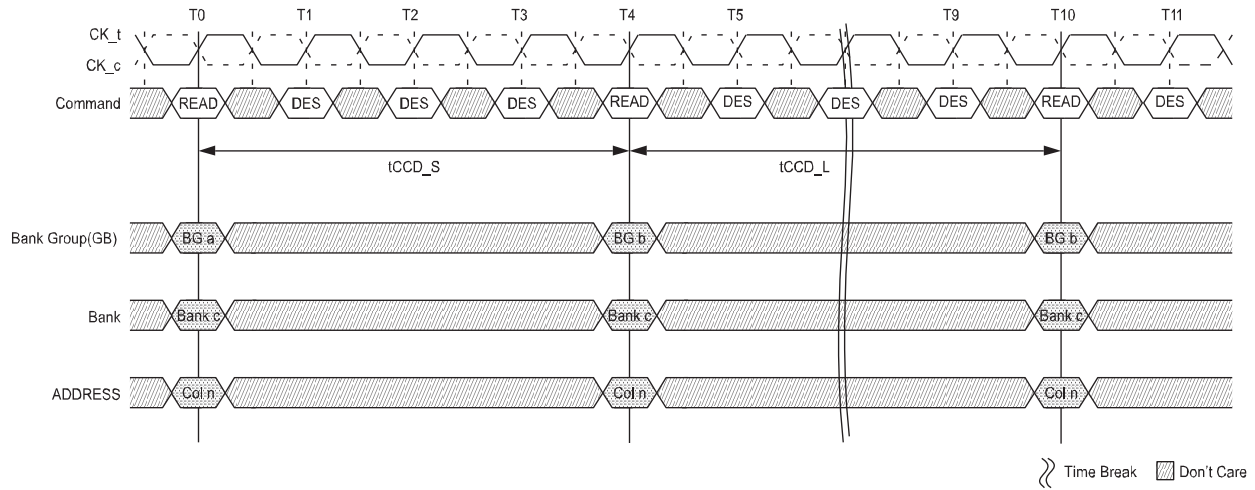 T0 T1 T2 T3 T4 T5 T9 T10 T11
CK_t
CK_c
Command READ DES DES DES READ DES DES DES READ DES
tCCD_S tCCD_L
Bank Group(GB) BG a BG b BG b
Bank Bank c Bank c Bank c
ADDRESS Col n Col n Col n
Time Break Don't Care